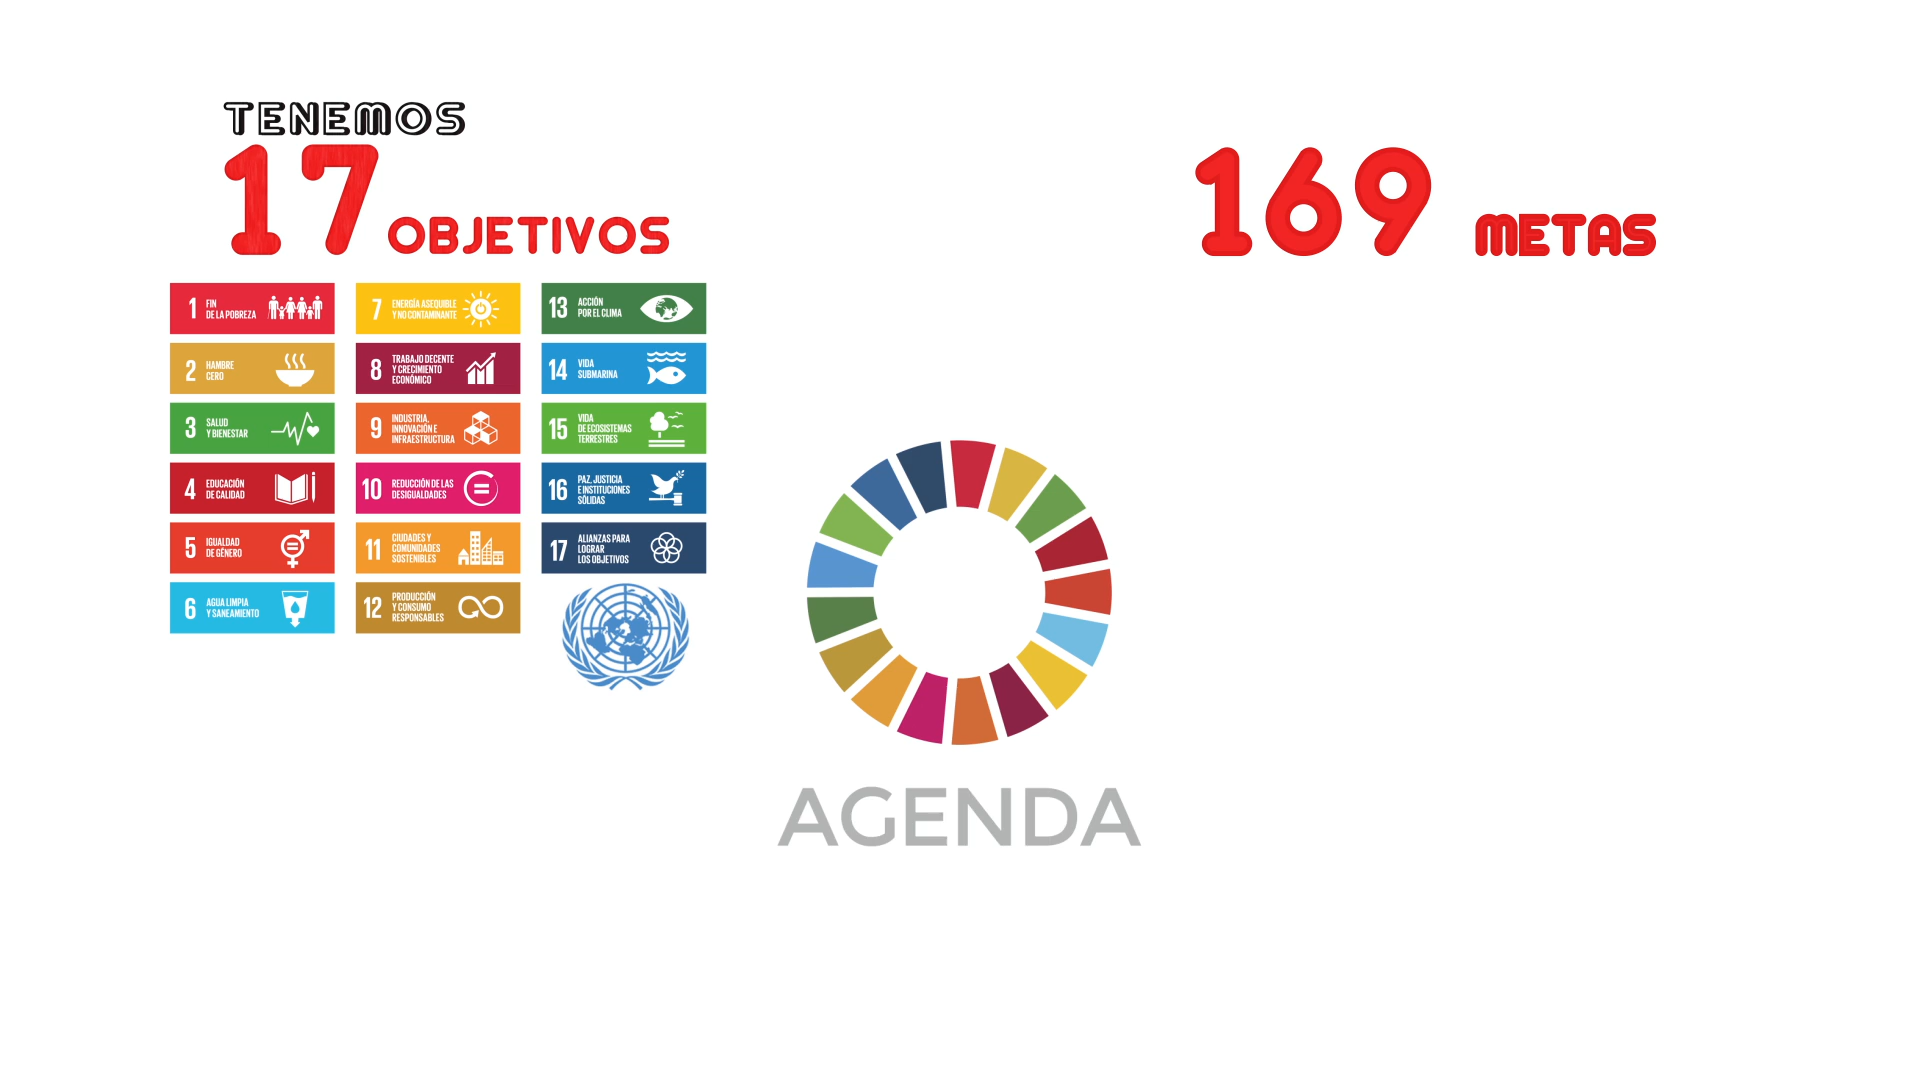 TENEMOS
17 OBJETIVOS
169 METAS
1 FIN
DE LA POBREZA
2 HAMBRE
CERO
3 SALUD
Y BIENESTAR
4 EDUCACIÓN
DE CALIDAD
5 IGUALDAD
DE GÉNERO
6 AGUA LIMPIA
Y SANEAMIENTO
7 ENERGÍA ASEQUIBLE
Y NO CONTAMINANTE
8 TRABAJO DECENTE
Y CRECIMIENTO
ECONÓMICO
9 INDUSTRIA,
INNOVACIÓN E
INFRAESTRUCTURA
10 REDUCCIÓN DE LAS
DESIGUALDADES
11 CIUDADES Y
COMUNIDADES
SOSTENIBLES
12 PRODUCCIÓN
Y CONSUMO
RESPONSABLES
13 ACCIÓN
POR EL CLIMA
14 VIDA
SUBMARINA
15 VIDA
DE ECOSISTEMAS
TERRESTRES
16 PAZ, JUSTICIA
E INSTITUCIONES
SÓLIDAS
17 ALIANZAS PARA
LOGRAR
LOS OBJETIVOS
AGENDA